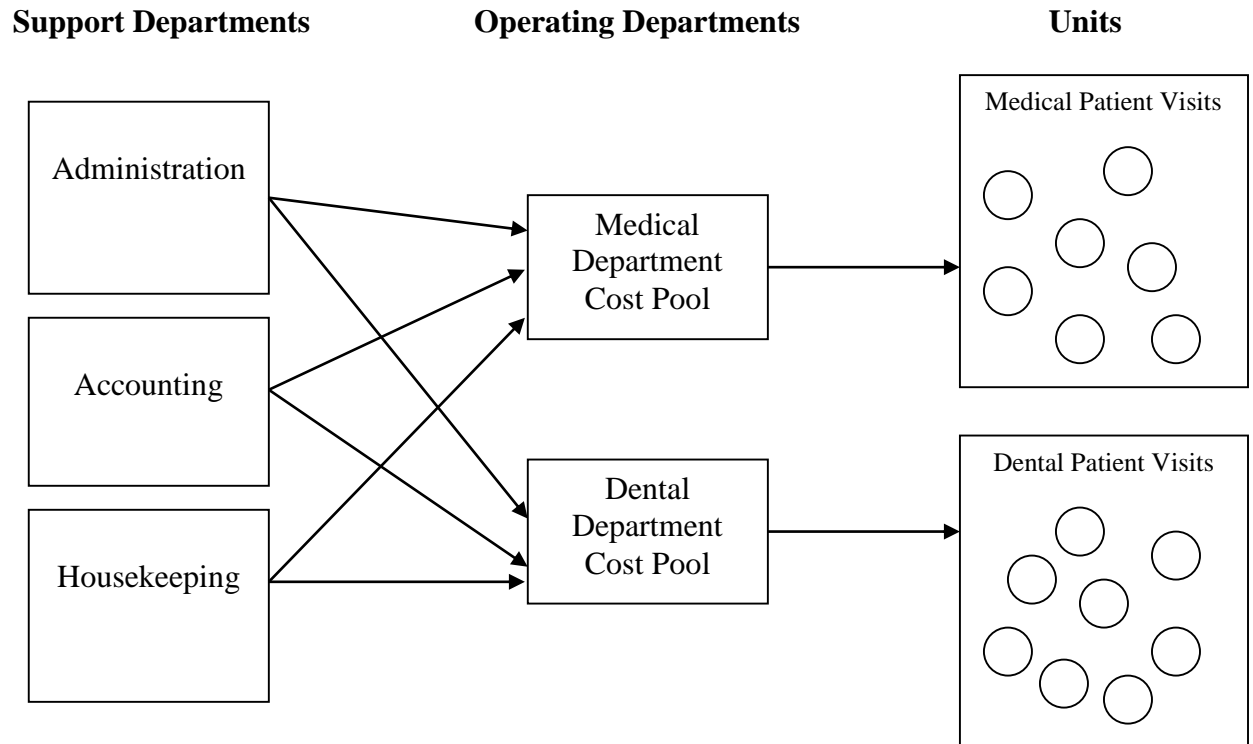 Support Departments
Operating Departments
Units
Administration
Accounting
Housekeeping
Medical
Department
Cost Pool
Dental
Department
Cost Pool
Medical Patient Visits
Dental Patient Visits